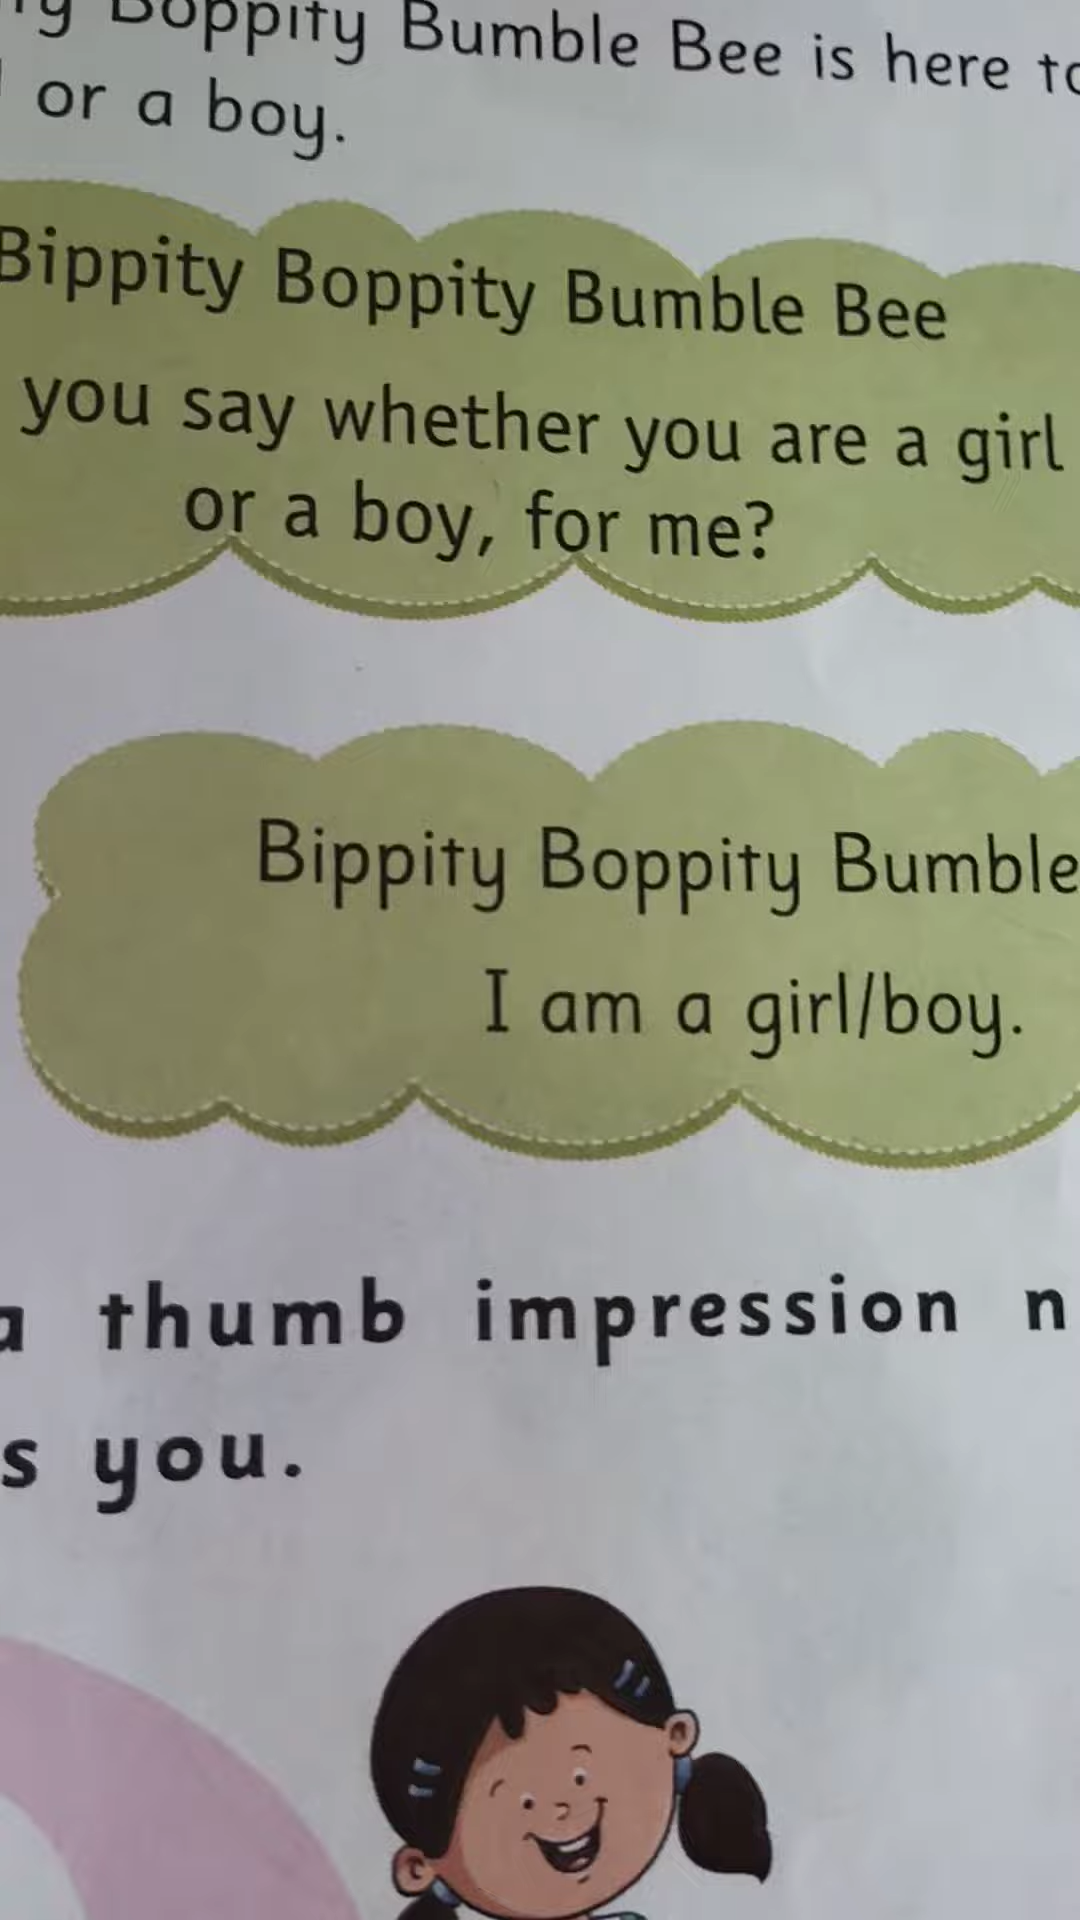 Boppity Bumble Bee is here to
or a boy.
Bippity Boppity Bumble Bee
you say whether you are a girl
or a boy, for me?
Bippity Boppity Bumble
I am a girl/boy.
a thumb impression n
s you.